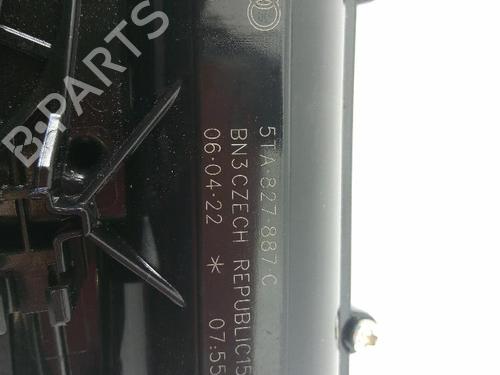 B-PARTS
5TA·827·887·C
BN3CZECH REPUBLIC15
06·04·22 * 07:55